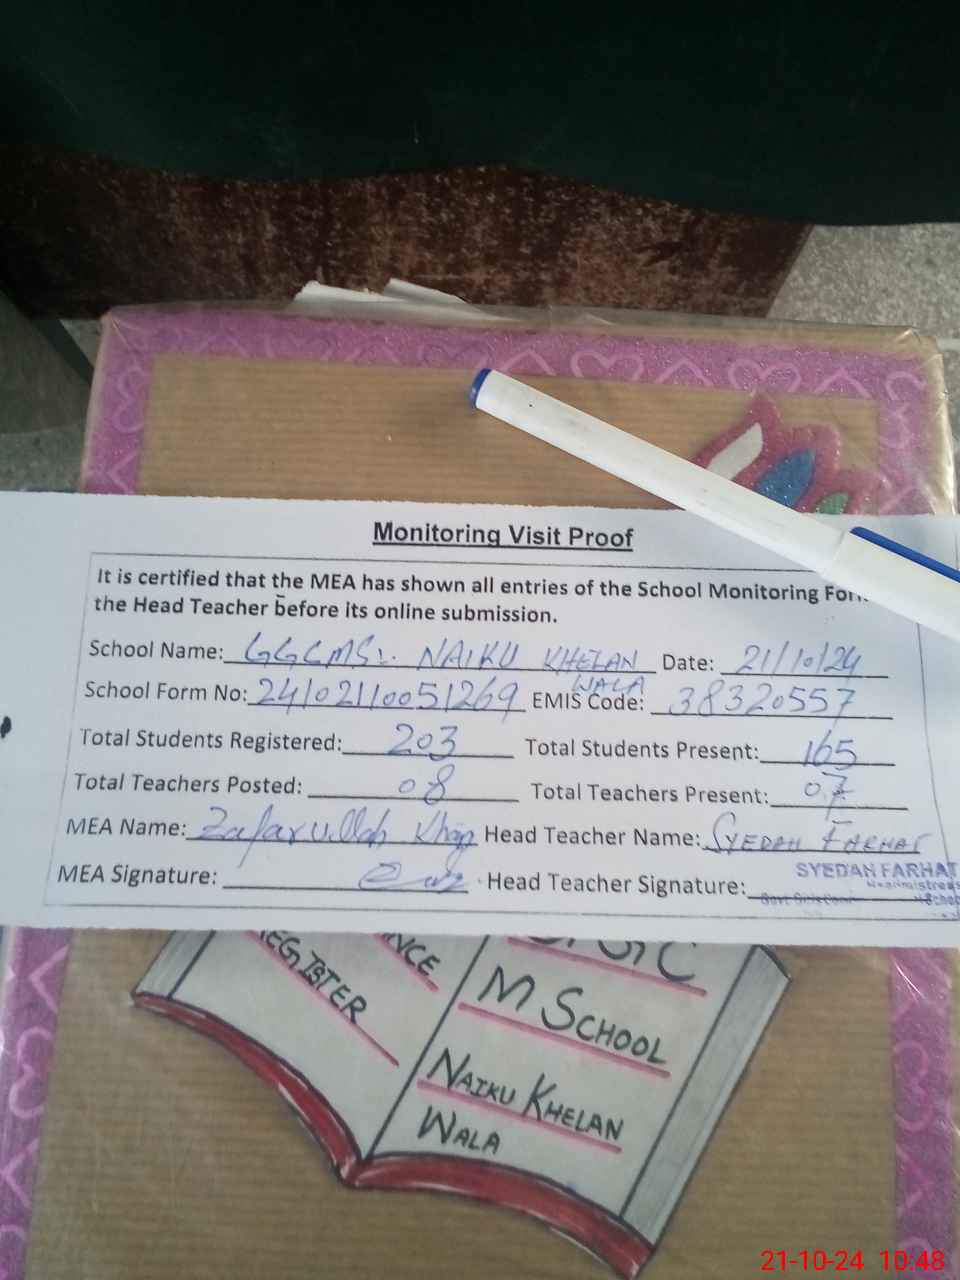 Monitoring Visit Proof
It is certified that the MEA has shown all entries of the School Monitoring
the Head Teacher before its online submission.
School Name: GGCMS:. NAIKU KHELAN WALA Date: 21/10/24
School Form No: 24102110051269 EMIS Code: 38320557
Total Students Registered: 203 Total Students Present: 165
Total Teachers Posted: 08 Total Teachers Present: 07
MEA Name: Zafarullah Khan Head Teacher Name: SYEDAH FARHAT
MEA Signature: Head Teacher Signature:
SYEDAH FARHAT
REGISTER
M SCHOOL
NAIKU KHELAN
WALA
21-10-24 10:48